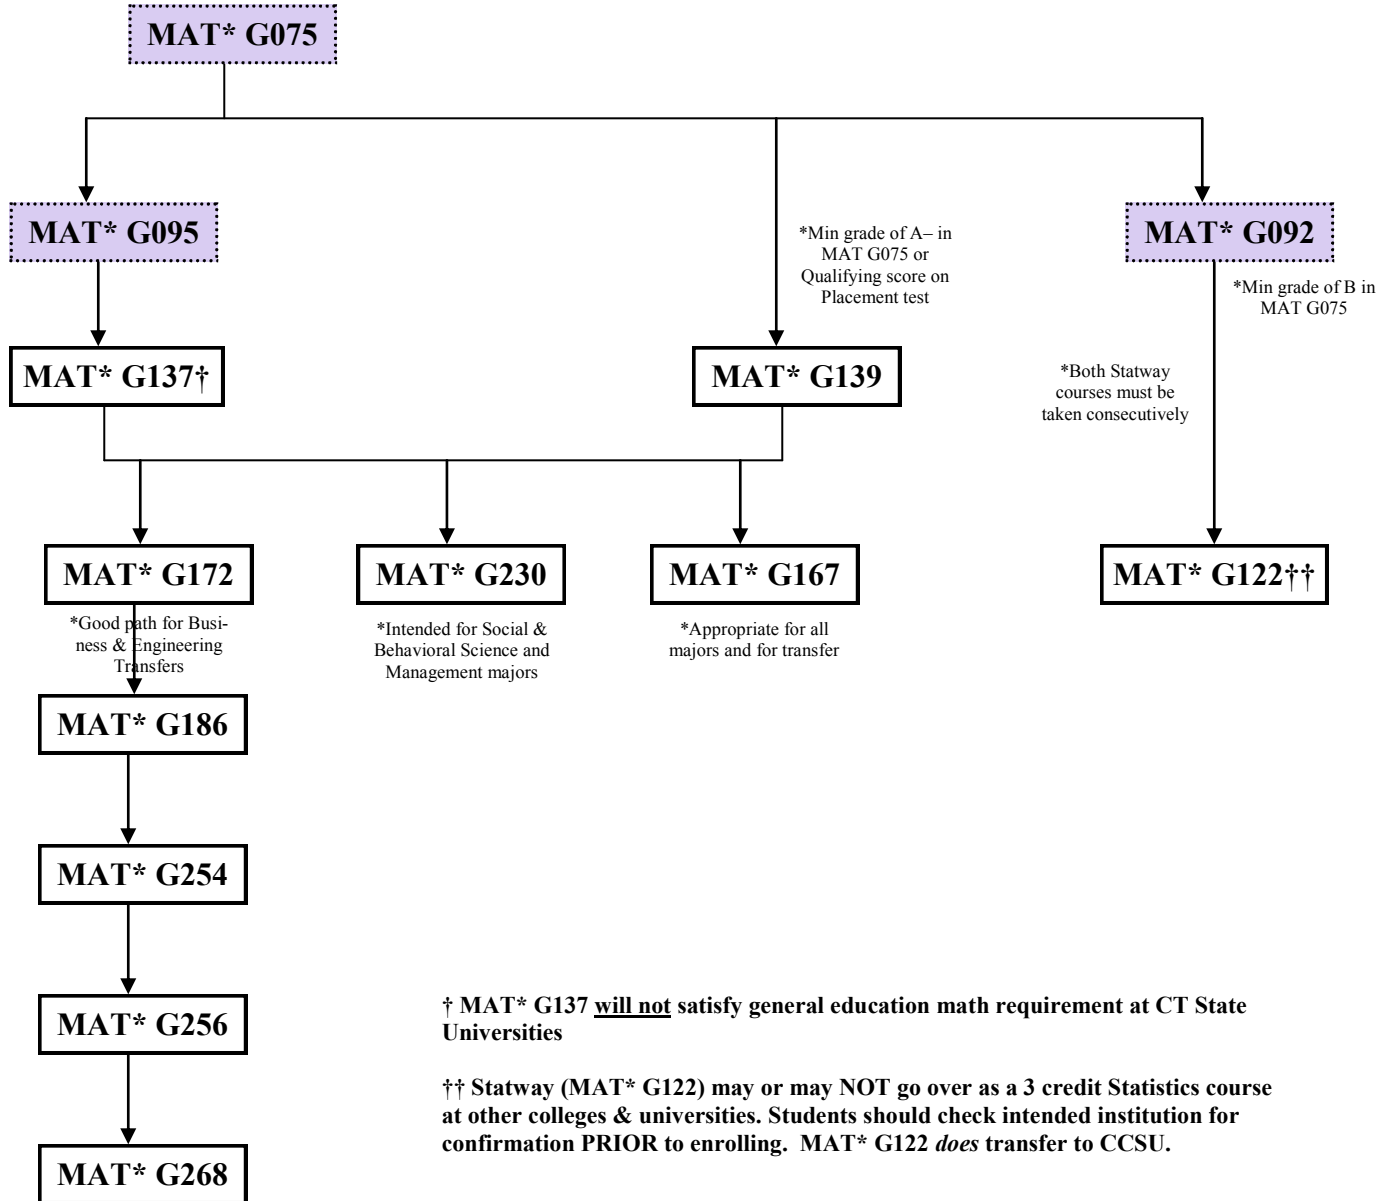 MAT* G075
MAT* G095
*Min grade of A– in
MAT G075 or
Qualifying score on
Placement test
MAT* G092
*Min grade of B in
MAT G075
MAT* G137†
MAT* G139
*Both Statway
courses must be
taken consecutively
MAT* G172
*Good path for Busi-
ness & Engineering
Transfers
MAT* G230
*Intended for Social &
Behavioral Science and
Management majors
MAT* G167
*Appropriate for all
majors and for transfer
MAT* G122††
MAT* G186
MAT* G254
MAT* G256
MAT* G268
† MAT* G137 will not satisfy general education math requirement at CT State
Universities
†† Statway (MAT* G122) may or may NOT go over as a 3 credit Statistics course
at other colleges & universities. Students should check intended institution for
confirmation PRIOR to enrolling.  MAT* G122 does transfer to CCSU.